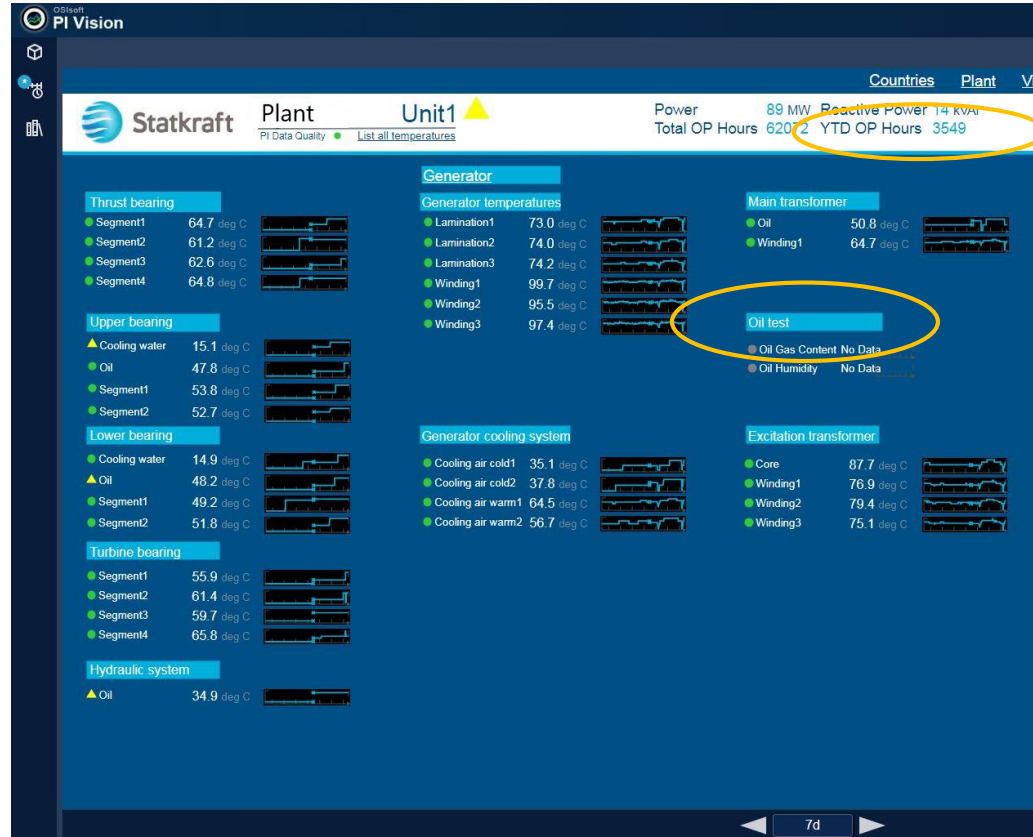 OSIsoft
PI Vision
Countries Plant
Statkraft
Plant Unit1
PI Data Quality List all temperatures
Power 89 MW Reactive Power 14 kVAr
Total OP Hours 62072 YTD OP Hours 3549
Generator
Thrust bearing
Segment1 64.7 deg C
Segment2 61.2 deg C
Segment3 62.6 deg C
Segment4 64.8 deg C
Upper bearing
Cooling water 15.1 deg C
Oil 47.8 deg C
Segment1 53.8 deg C
Segment2 52.7 deg C
Lower bearing
Cooling water 14.9 deg C
Oil 48.2 deg C
Segment1 49.2 deg C
Segment2 51.8 deg C
Turbine bearing
Segment1 55.9 deg C
Segment2 61.4 deg C
Segment3 59.7 deg C
Segment4 65.8 deg C
Hydraulic system
Oil 34.9 deg C
Generator temperatures
Lamination1 73.0 deg C
Lamination2 74.0 deg C
Lamination3 74.2 deg C
Winding1 99.7 deg C
Winding2 95.5 deg C
Winding3 97.4 deg C
Generator cooling system
Cooling air cold1 35.1 deg C
Cooling air cold2 37.8 deg C
Cooling air warm1 64.5 deg C
Cooling air warm2 56.7 deg C
Main transformer
Oil 50.8 deg C
Winding1 64.7 deg C
Oil test
Oil Gas Content No Data
Oil Humidity No Data
Excitation transformer
Core 87.7 deg C
Winding1 76.9 deg C
Winding2 79.4 deg C
Winding3 75.1 deg C
7d